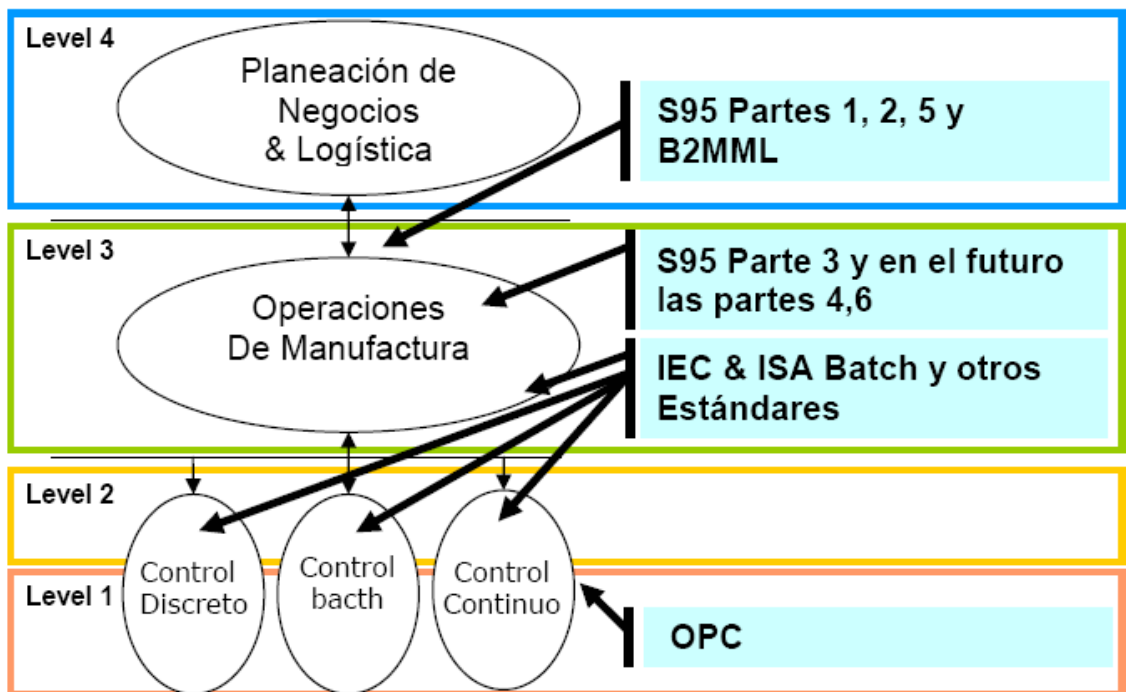 Level 4
Planeación de
Negocios
& Logística
S95 Partes 1, 2, 5 y
B2MML
Level 3
Operaciones
De Manufactura
S95 Parte 3 y en el futuro
las partes 4,6
IEC & ISA Batch y otros
Estándares
Level 2
Level 1
Control
Discreto
Control
bacth
Control
Continuo
OPC